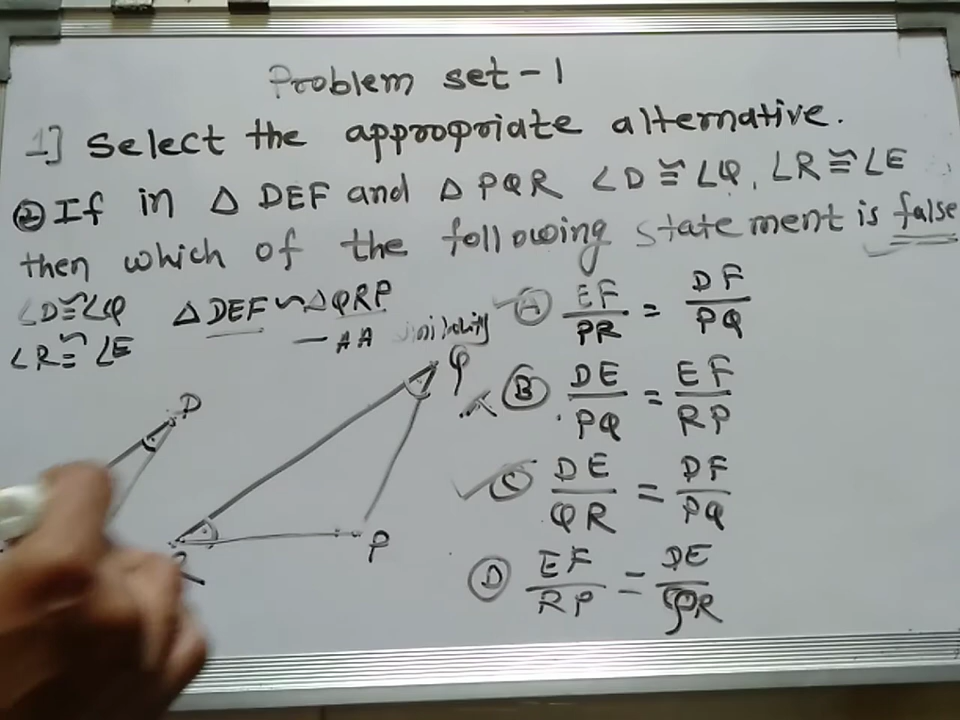 Problem set-1
1] Select the appropriate alternative.
② If in △ DEF and △ PQR ∠D ≅ ∠Q, ∠R ≅ ∠E
then which of the following statement is false
∠D ≅ ∠Q △ DEF ~ △ QRP
∠R ≅ ∠E — AA similarity
Ⓐ EF/PR = DF/PQ
Ⓑ DE/PQ = EF/RP
Ⓒ DE/QR = DF/PQ
Ⓓ EF/RP = DE/QR
D
Q
P